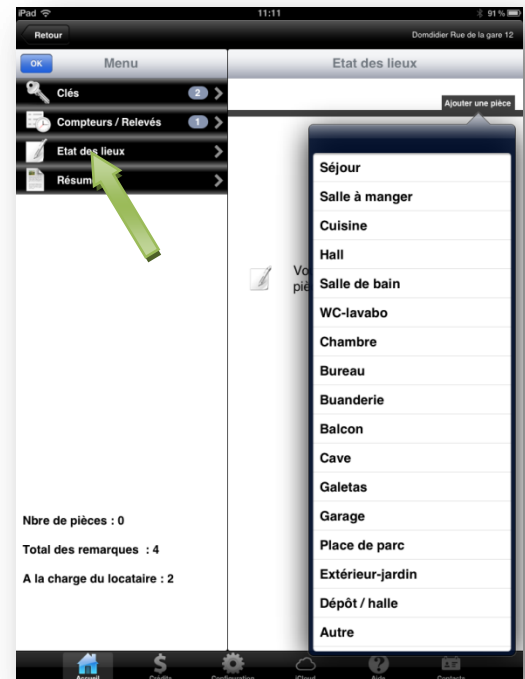 iPad 11:11 91 %
Retour Domdidier Rue de la gare 12
OK Menu
Clés 2
Compteurs / Relevés 1
Etat des lieux
Résum
Nbre de pièces : 0
Total des remarques : 4
A la charge du locataire : 2
Etat des lieux
Ajouter une pièce
Vo
piè
Séjour
Salle à manger
Cuisine
Hall
Salle de bain
WC-lavabo
Chambre
Bureau
Buanderie
Balcon
Cave
Galetas
Garage
Place de parc
Extérieur-jardin
Dépôt / halle
Autre
Accueil Crédits Configuration iCloud Aide Contacts